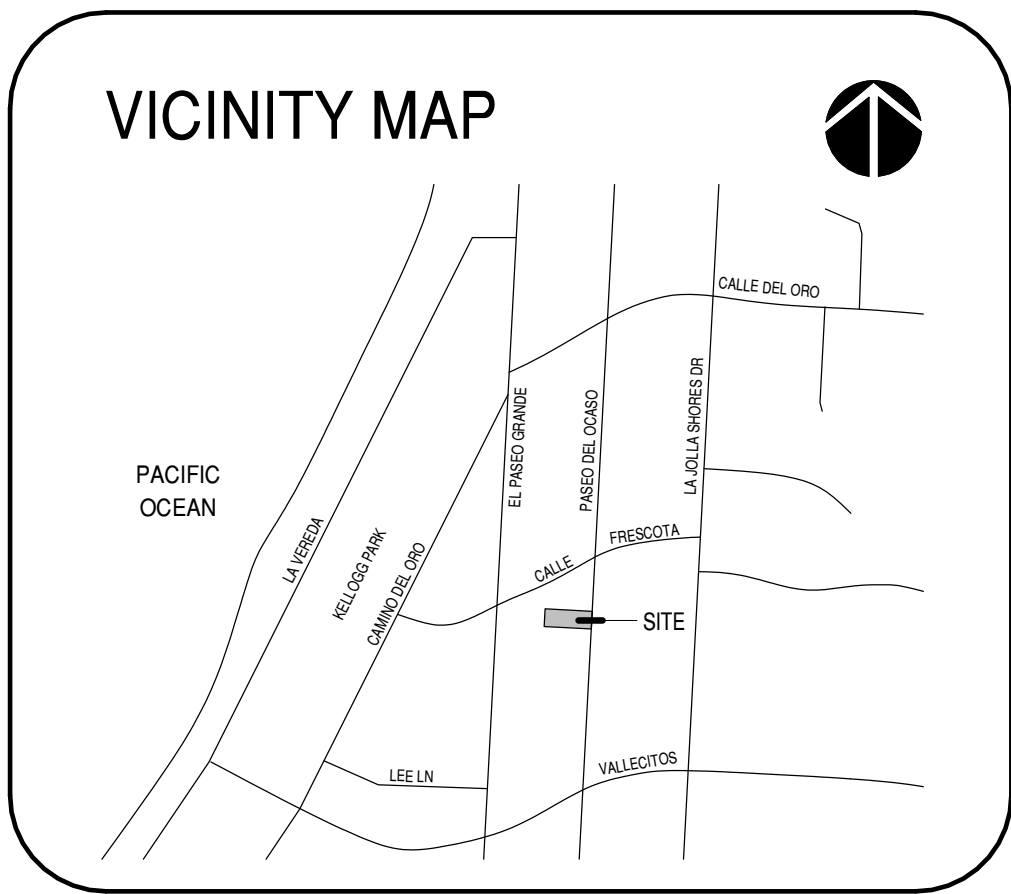 VICINITY MAP
CALLE DEL ORO
LA JOLLA SHORES DR
EL PASEO GRANDE
PASEO DEL OCASO
PACIFIC
OCEAN
LA VEREDA
KELLOGG PARK
CAMINO DEL ORO
CALLE
FRESCOTA
SITE
VALLECITOS
LEE LN